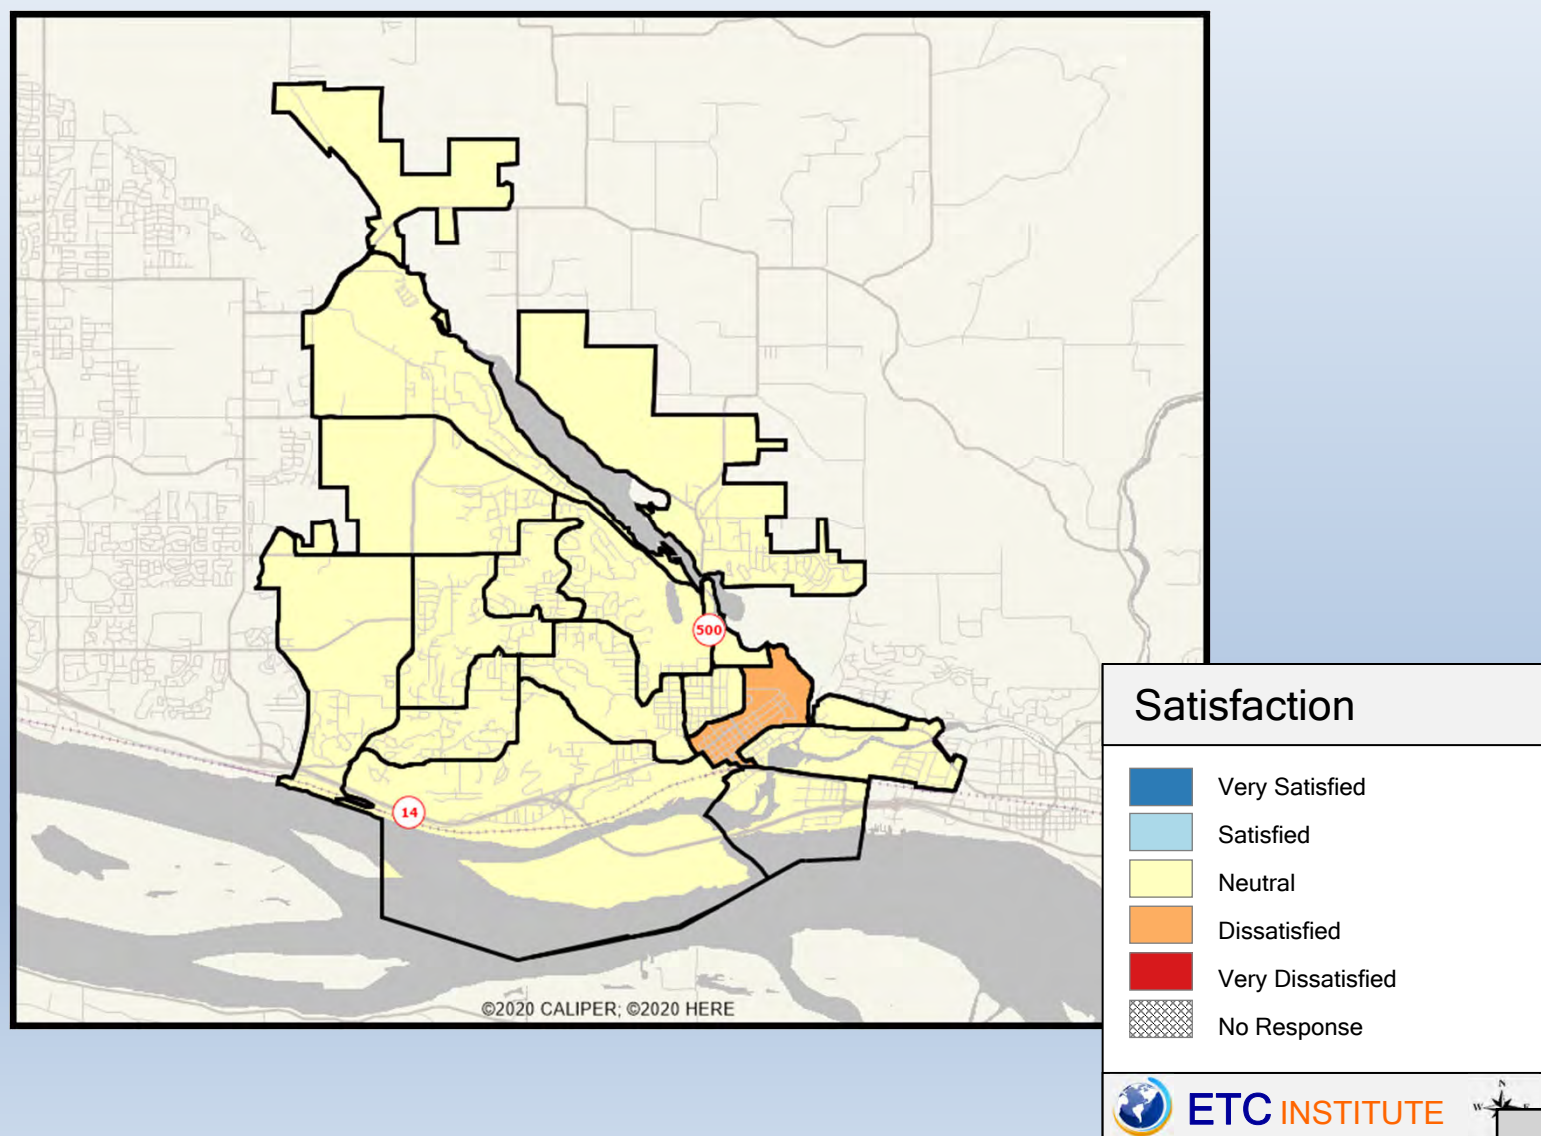 500
14
©2020 CALIPER; ©2020 HERE
Satisfaction
Very Satisfied
Satisfied
Neutral
Dissatisfied
Very Dissatisfied
No Response
ETC INSTITUTE
N
W
E